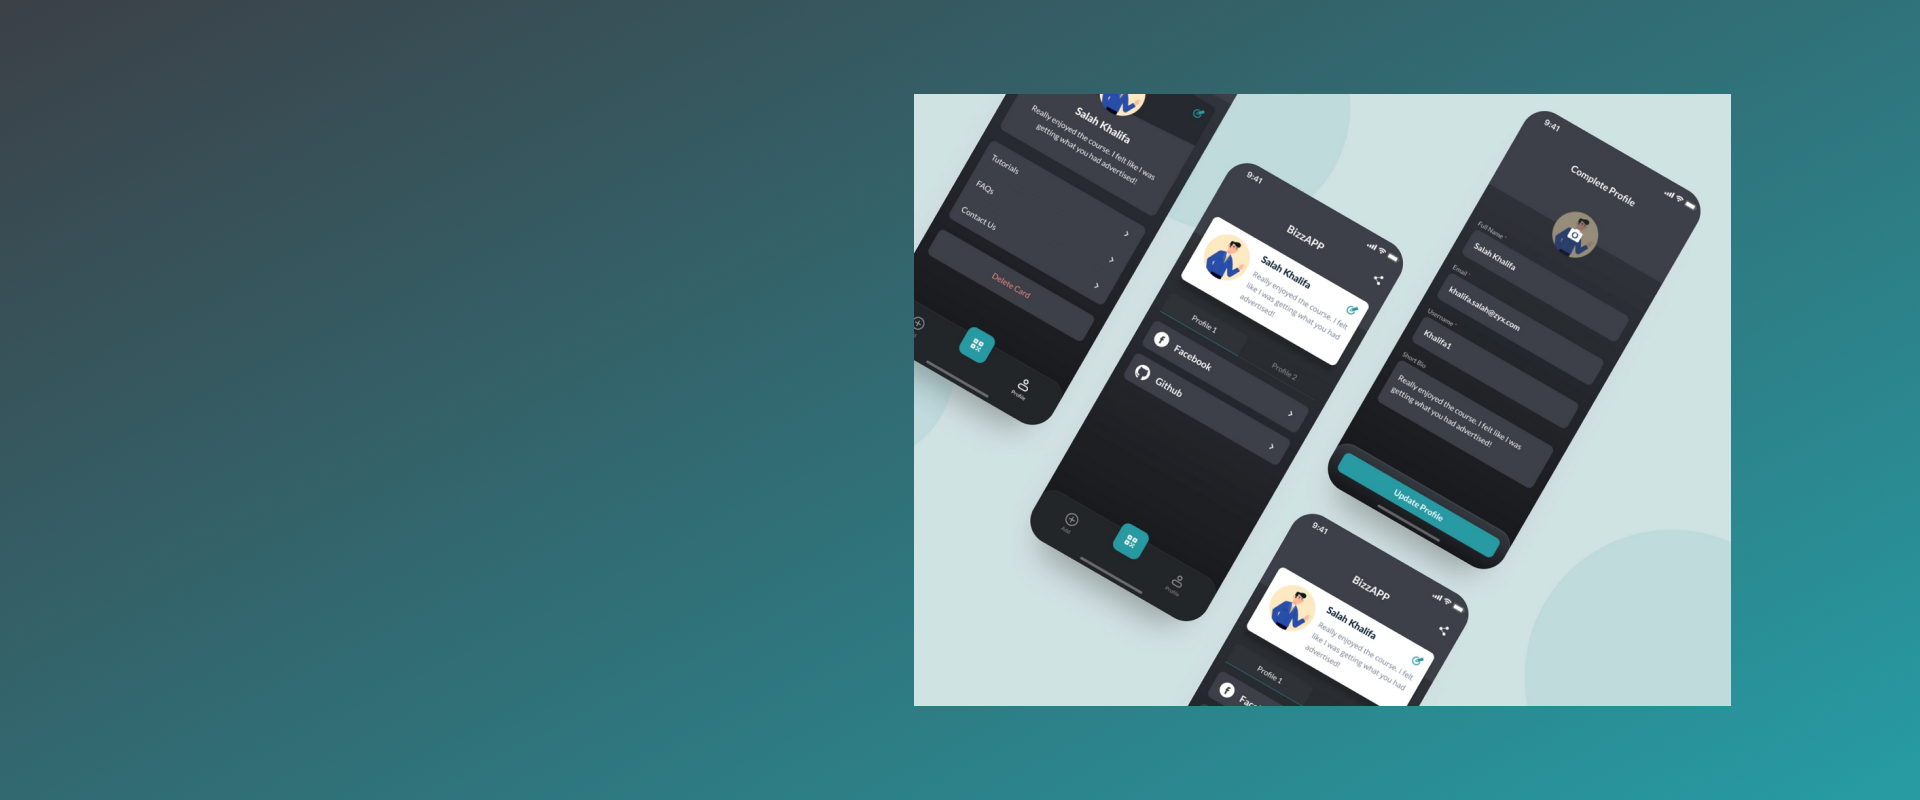 Salah Khalifa
Really enjoyed the course. I felt like I was
getting what you had advertised!
Tutorials
FAQs
Contact Us
Delete Card
Profile
9:41
BizzAPP
Salah Khalifa
Really enjoyed the course. I felt
like I was getting what you had
advertised!
Profile 1
Profile 2
Facebook
Github
Add
Profile
9:41
Complete Profile
Full Name *
Salah Khalifa
Email *
khalifa.salah@zyx.com
Username *
Khalifa1
Short Bio
Really enjoyed the course. I felt like I was
getting what you had advertised!
Update Profile
9:41
BizzAPP
Salah Khalifa
Really enjoyed the course. I felt
like I was getting what you had
advertised!
Profile 1